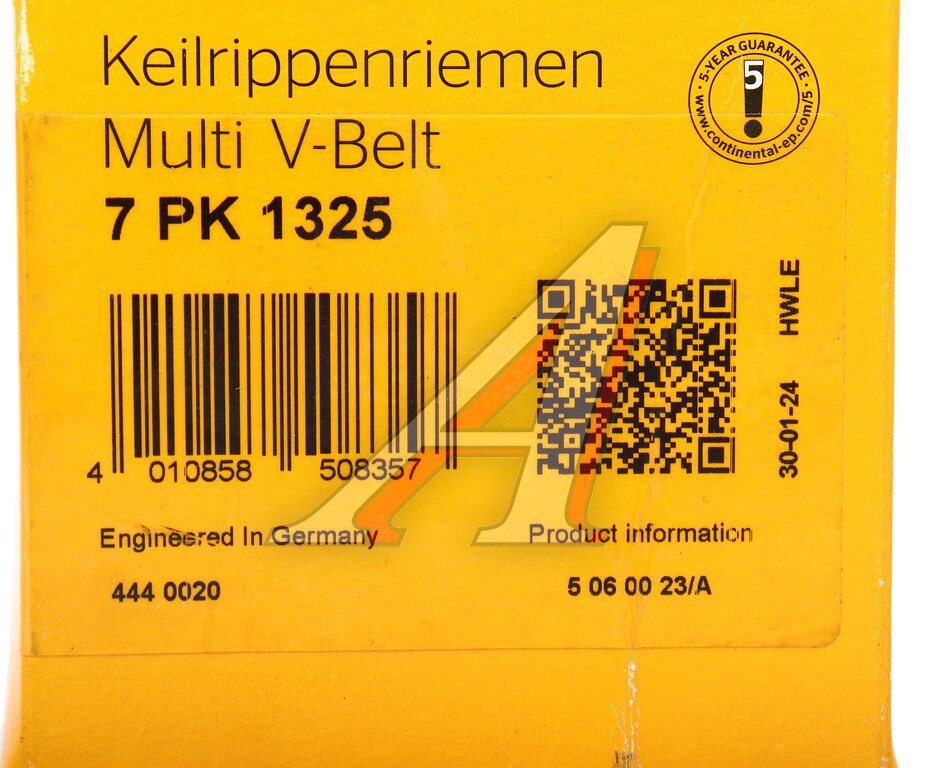 Keilrippenriemen
Multi V-Belt
7 PK 1325
• 5-YEAR GUARANTEE •
5
www.continental-ep.com/5
4 010858 508357
30-01-24 HWLE
Engineered In Germany
Product information
444 0020
5 06 00 23/A